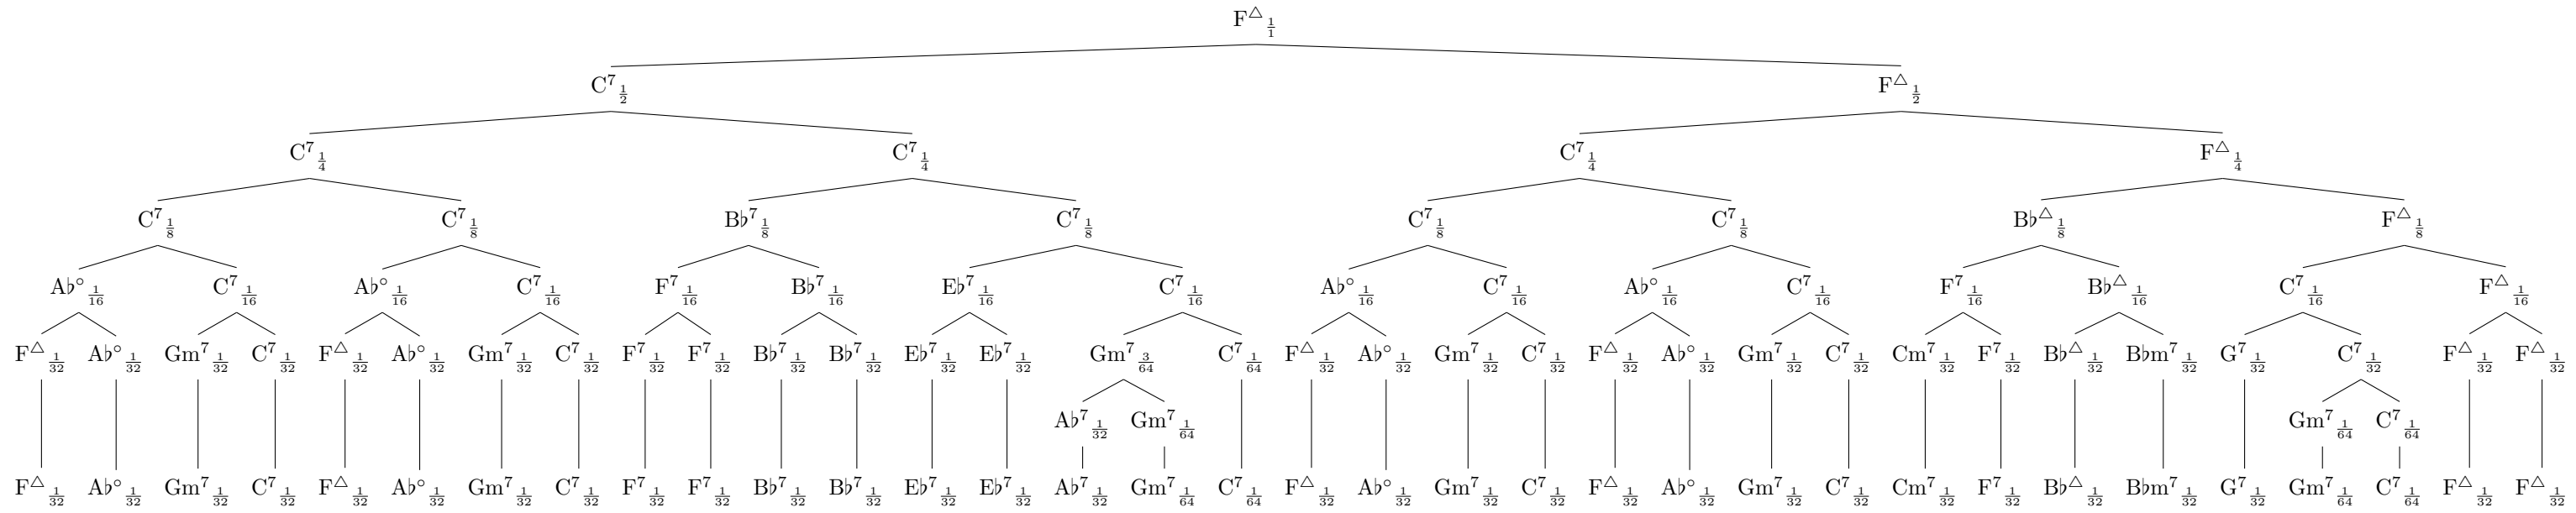 F△ 1/1
C⁷ 1/2 F△ 1/2
C⁷ 1/4 C⁷ 1/4 C⁷ 1/4 F△ 1/4
C⁷ 1/8 C⁷ 1/8 B♭⁷ 1/8 C⁷ 1/8 C⁷ 1/8 C⁷ 1/8 B♭△ 1/8 F△ 1/8
A♭° 1/16 C⁷ 1/16 A♭° 1/16 C⁷ 1/16 F⁷ 1/16 B♭⁷ 1/16 E♭⁷ 1/16 C⁷ 1/16 A♭° 1/16 C⁷ 1/16 A♭° 1/16 C⁷ 1/16 F⁷ 1/16 B♭△ 1/16 C⁷ 1/16 F△ 1/16
F△ 1/32 A♭° 1/32 Gm⁷ 1/32 C⁷ 1/32 F△ 1/32 A♭° 1/32 Gm⁷ 1/32 C⁷ 1/32 F⁷ 1/32 F⁷ 1/32 B♭⁷ 1/32 B♭⁷ 1/32 E♭⁷ 1/32 E♭⁷ 1/32 Gm⁷ 3/64 C⁷ 1/64 F△ 1/32 A♭° 1/32 Gm⁷ 1/32 C⁷ 1/32 F△ 1/32 A♭° 1/32 Gm⁷ 1/32 C⁷ 1/32 Cm⁷ 1/32 F⁷ 1/32 B♭△ 1/32 B♭m⁷ 1/32 G⁷ 1/32 C⁷ 1/32 F△ 1/32 F△ 1/32
A♭⁷ 1/32 Gm⁷ 1/64 Gm⁷ 1/64 C⁷ 1/64
F△ 1/32 A♭° 1/32 Gm⁷ 1/32 C⁷ 1/32 F△ 1/32 A♭° 1/32 Gm⁷ 1/32 C⁷ 1/32 F⁷ 1/32 F⁷ 1/32 B♭⁷ 1/32 B♭⁷ 1/32 E♭⁷ 1/32 E♭⁷ 1/32 A♭⁷ 1/32 Gm⁷ 1/64 C⁷ 1/64 F△ 1/32 A♭° 1/32 Gm⁷ 1/32 C⁷ 1/32 F△ 1/32 A♭° 1/32 Gm⁷ 1/32 C⁷ 1/32 Cm⁷ 1/32 F⁷ 1/32 B♭△ 1/32 B♭m⁷ 1/32 G⁷ 1/32 Gm⁷ 1/64 C⁷ 1/64 F△ 1/32 F△ 1/32